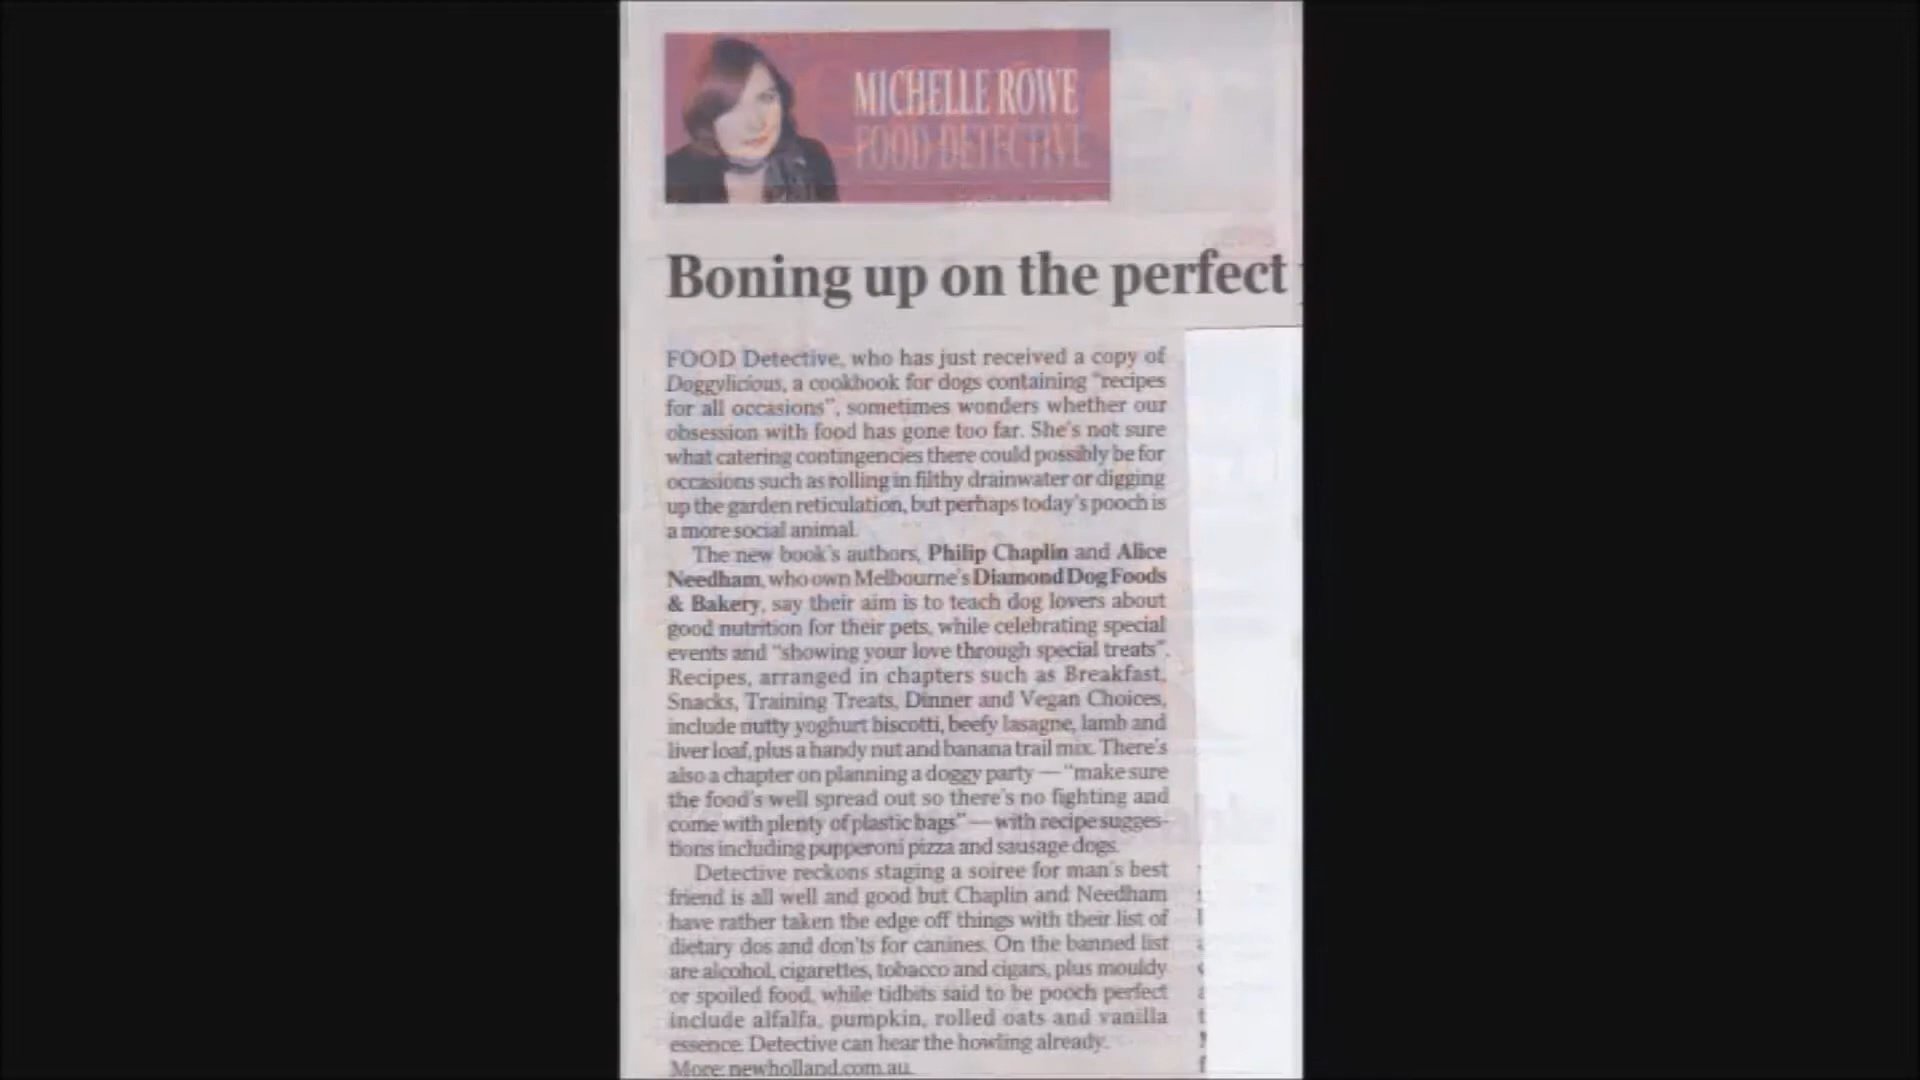 MICHELLE ROWE
FOOD DETECTIVE
Boning up on the perfect
FOOD Detective, who has just received a copy of
Doggylicious, a cookbook for dogs containing “recipes
for all occasions”, sometimes wonders whether our
obsession with food has gone too far. She’s not sure
what catering contingencies there could possibly be for
occasions such as rolling in filthy drainwater or digging
up the garden reticulation, but perhaps today’s pooch is
a more social animal.
The new book’s authors, Philip Chaplin and Alice
Needham, who own Melbourne’s Diamond Dog Foods
& Bakery, say their aim is to teach dog lovers about
good nutrition for their pets, while celebrating special
events and “showing your love through special treats”.
Recipes, arranged in chapters such as Breakfast,
Snacks, Training Treats, Dinner and Vegan Choices,
include nutty yoghurt biscotti, beefy lasagne, lamb and
liver loaf, plus a handy nut and banana trail mix. There’s
also a chapter on planning a doggy party — “make sure
the food’s well spread out so there’s no fighting and
come with plenty of plastic bags” — with recipe sugges-
tions including pupperoni pizza and sausage dogs.
Detective reckons staging a soiree for man’s best
friend is all well and good but Chaplin and Needham
have rather taken the edge off things with their list of
dietary dos and don’ts for canines. On the banned list
are alcohol, cigarettes, tobacco and cigars, plus mouldy
or spoiled food, while tidbits said to be pooch perfect
include alfalfa, pumpkin, rolled oats and vanilla
essence. Detective can hear the howling already.
More: newholland.com.au.